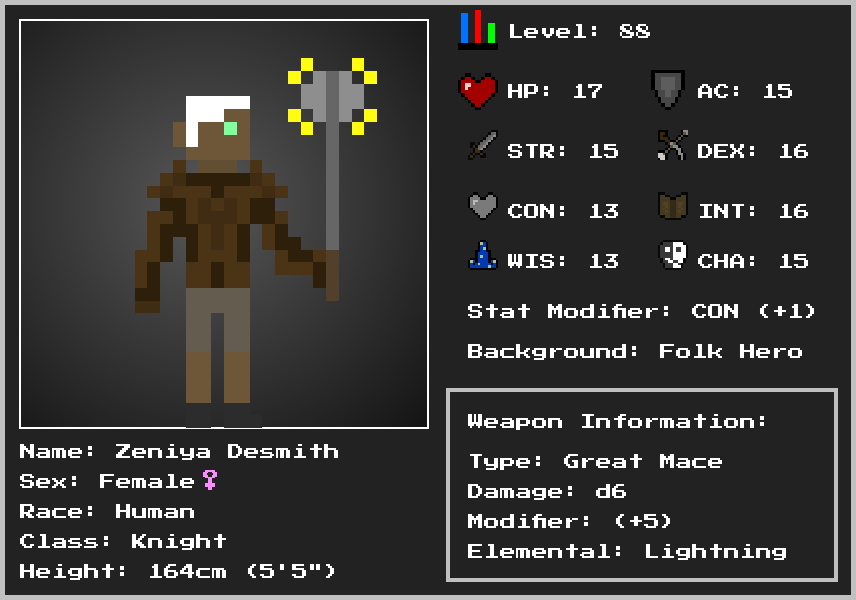 Level: 88
HP: 17
AC: 15
STR: 15
DEX: 16
CON: 13
INT: 16
WIS: 13
CHA: 15
Stat Modifier: CON (+1)
Background: Folk Hero
Weapon Information:
Type: Great Mace
Damage: d6
Modifier: (+5)
Elemental: Lightning
Name: Zeniya Desmith
Sex: Female♀
Race: Human
Class: Knight
Height: 164cm (5'5")